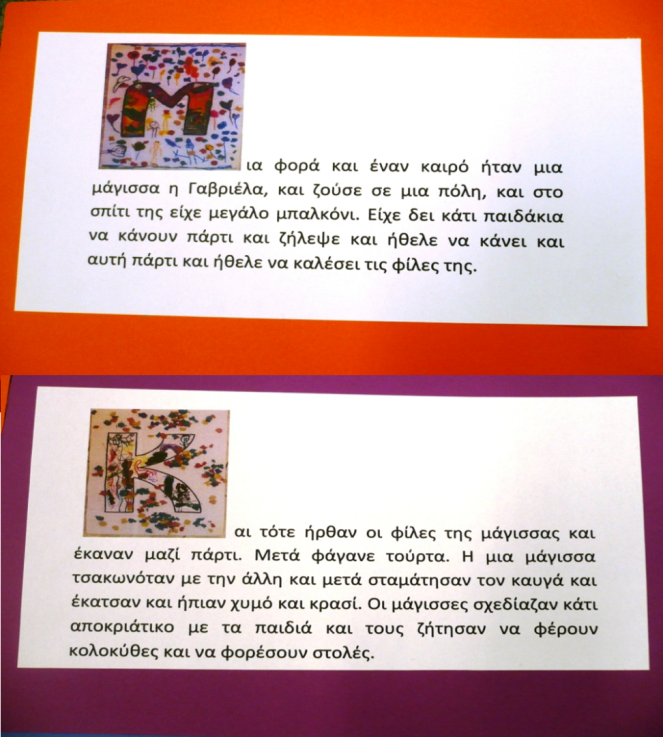 Μια φορά και έναν καιρό ήταν μια
μάγισσα η Γαβριέλα, και ζούσε σε μια πόλη, και στο
σπίτι της είχε μεγάλο μπαλκόνι. Είχε δει κάτι παιδάκια
να κάνουν πάρτι και ζήλεψε και ήθελε να κάνει και
αυτή πάρτι και ήθελε να καλέσει τις φίλες της.
Και τότε ήρθαν οι φίλες της μάγισσας και
έκαναν μαζί πάρτι. Μετά φάγανε τούρτα. Η μια μάγισσα
τσακωνόταν με την άλλη και μετά σταμάτησαν τον καυγά και
έκατσαν και ήπιαν χυμό και κρασί. Οι μάγισσες σχεδίαζαν κάτι
αποκριάτικο με τα παιδιά και τους ζήτησαν να φέρουν
κολοκύθες και να φορέσουν στολές.